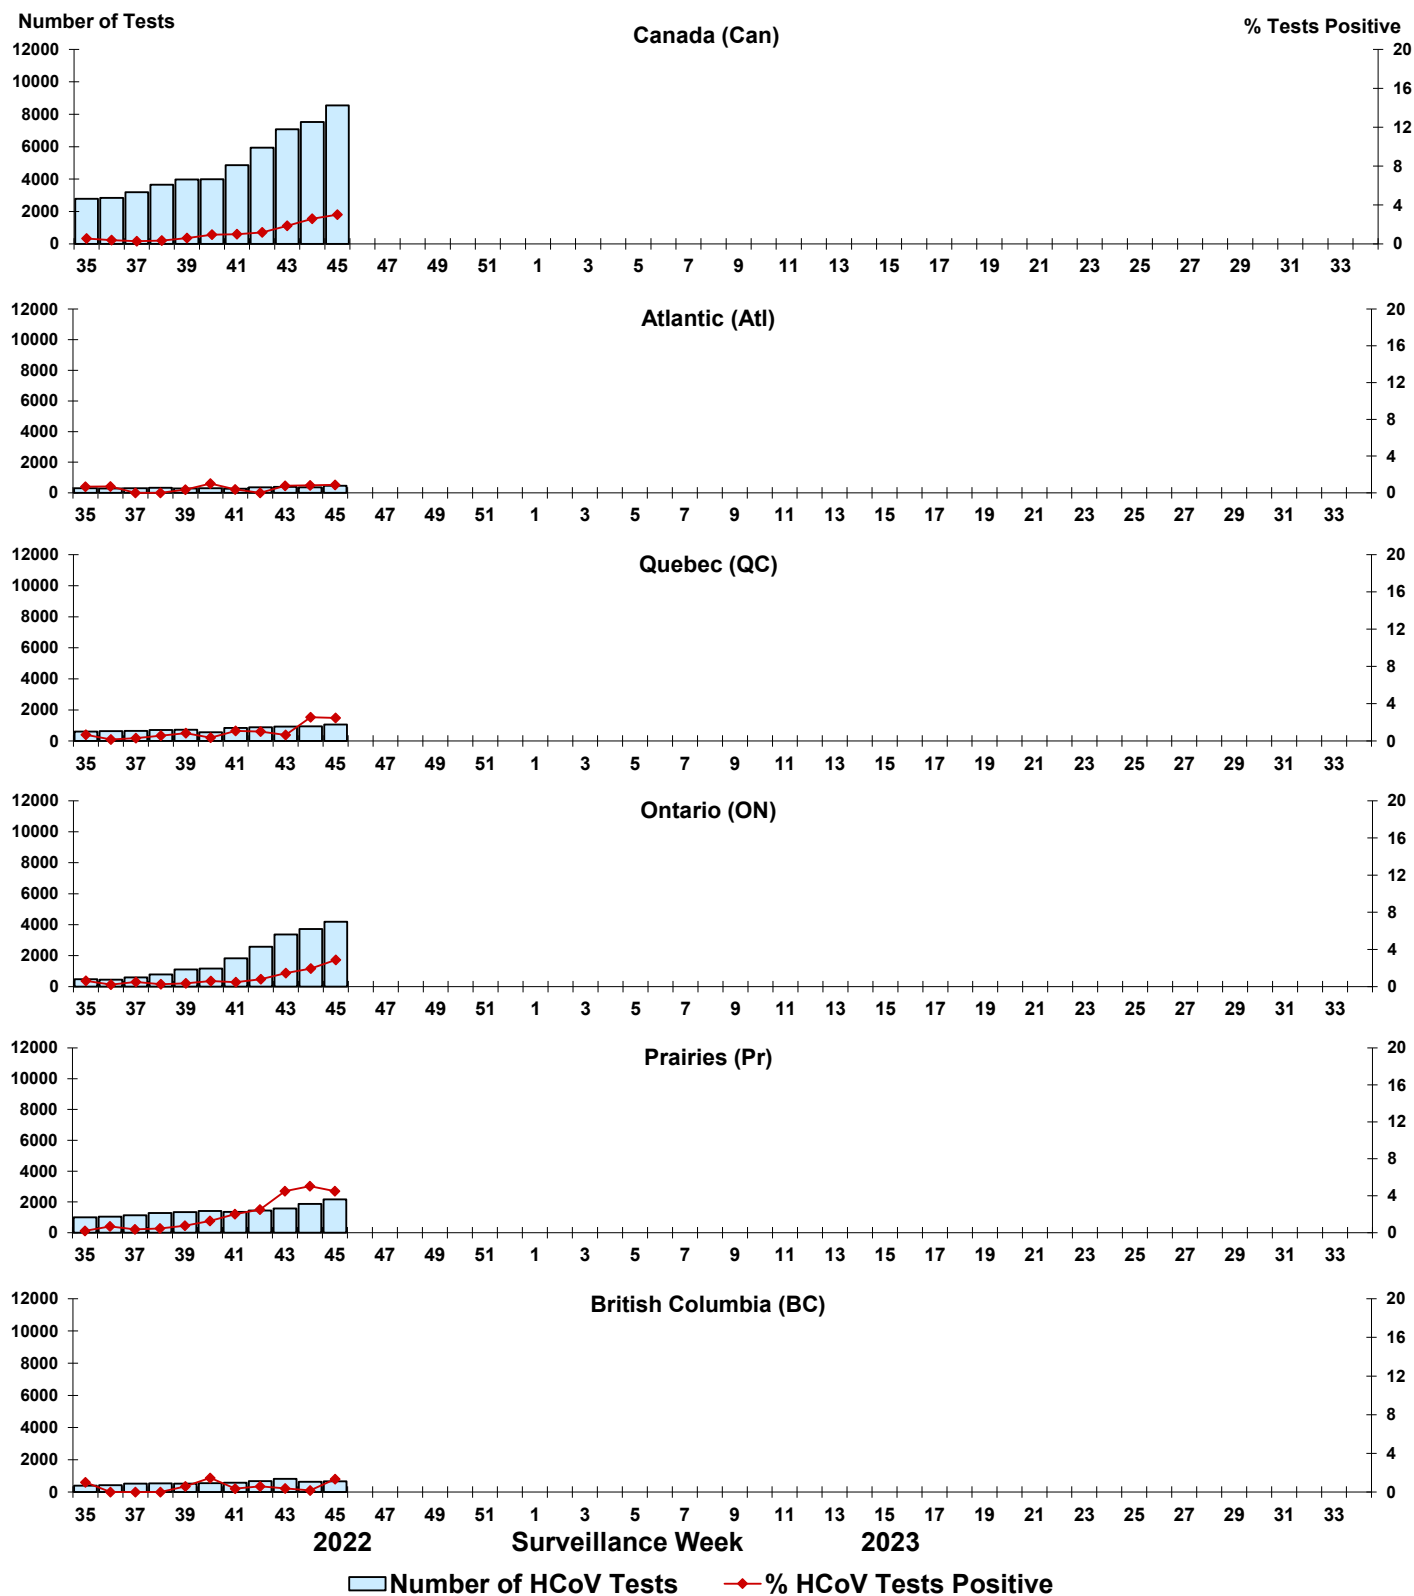 Number of Tests
Canada (Can)
% Tests Positive
12000 20
10000 16
8000 12
6000 8
4000 4
2000 0
0
35 37 39 41 43 45 47 49 51 1 3 5 7 9 11 13 15 17 19 21 23 25 27 29 31 33
Atlantic (Atl)
12000 20
10000 16
8000 12
6000 8
4000 4
2000 0
0
35 37 39 41 43 45 47 49 51 1 3 5 7 9 11 13 15 17 19 21 23 25 27 29 31 33
Quebec (QC)
12000 20
10000 16
8000 12
6000 8
4000 4
2000 0
0
35 37 39 41 43 45 47 49 51 1 3 5 7 9 11 13 15 17 19 21 23 25 27 29 31 33
Ontario (ON)
12000 20
10000 16
8000 12
6000 8
4000 4
2000 0
0
35 37 39 41 43 45 47 49 51 1 3 5 7 9 11 13 15 17 19 21 23 25 27 29 31 33
Prairies (Pr)
12000 20
10000 16
8000 12
6000 8
4000 4
2000 0
0
35 37 39 41 43 45 47 49 51 1 3 5 7 9 11 13 15 17 19 21 23 25 27 29 31 33
British Columbia (BC)
12000 20
10000 16
8000 12
6000 8
4000 4
2000 0
0
35 37 39 41 43 45 47 49 51 1 3 5 7 9 11 13 15 17 19 21 23 25 27 29 31 33
2022 Surveillance Week 2023
Number of HCoV Tests % HCoV Tests Positive